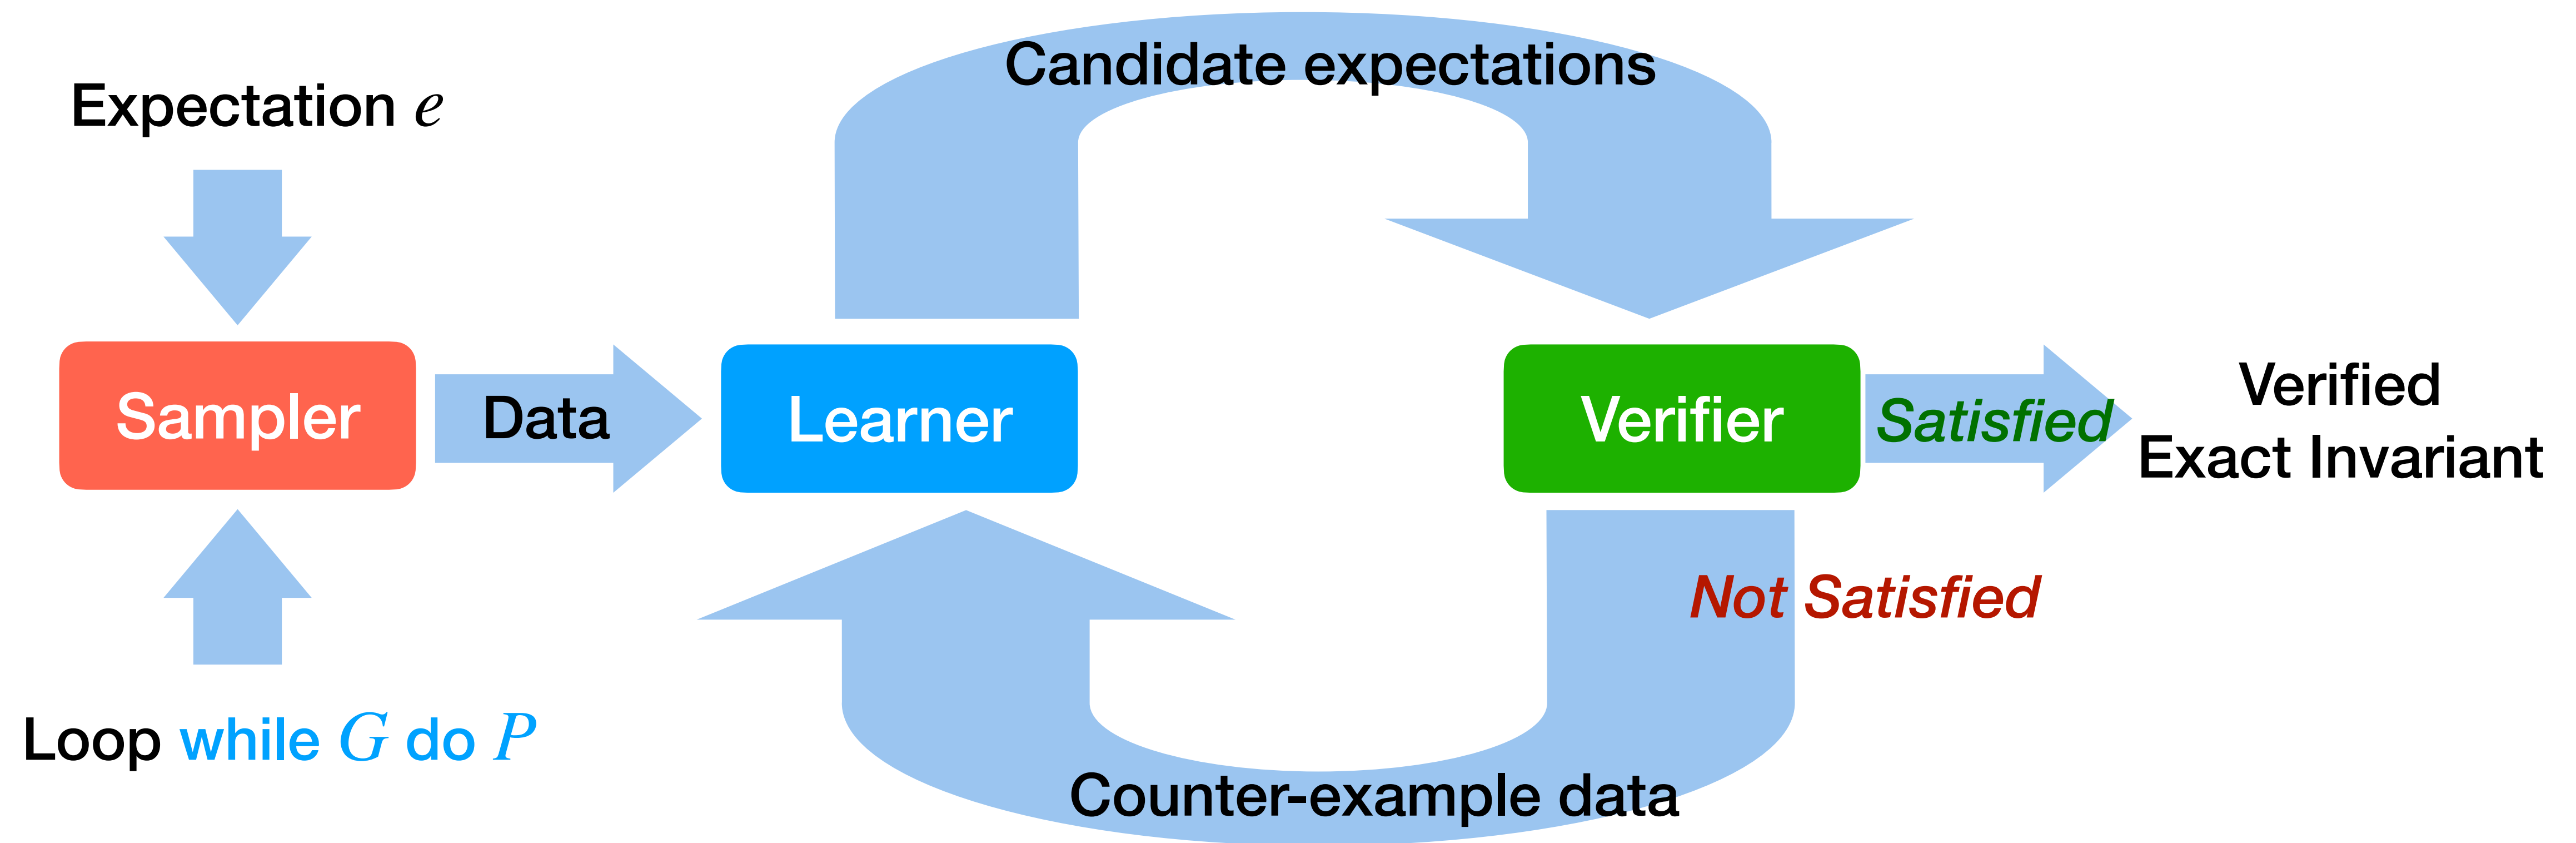 Candidate expectations
Expectation e
Sampler
Data
Learner
Verifier
Satisfied
Verified
Exact Invariant
Not Satisfied
Loop while G do P
Counter-example data